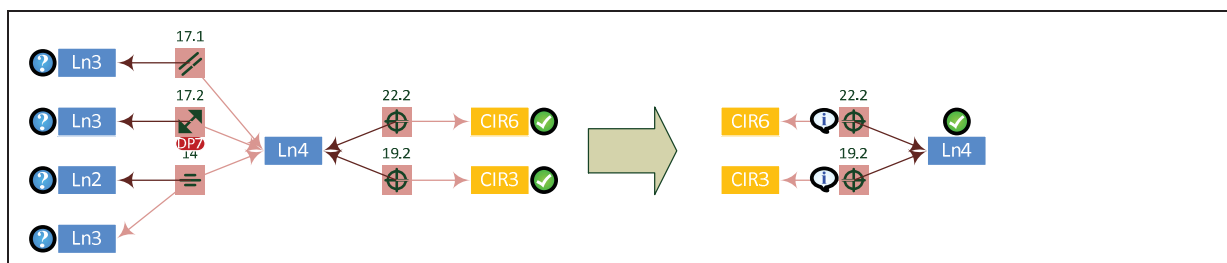 17.1
Ln3
17.2
Ln3
DP7
14
Ln2
Ln3
Ln4
22.2
CIR6
19.2
CIR3
22.2
CIR6
19.2
CIR3
Ln4